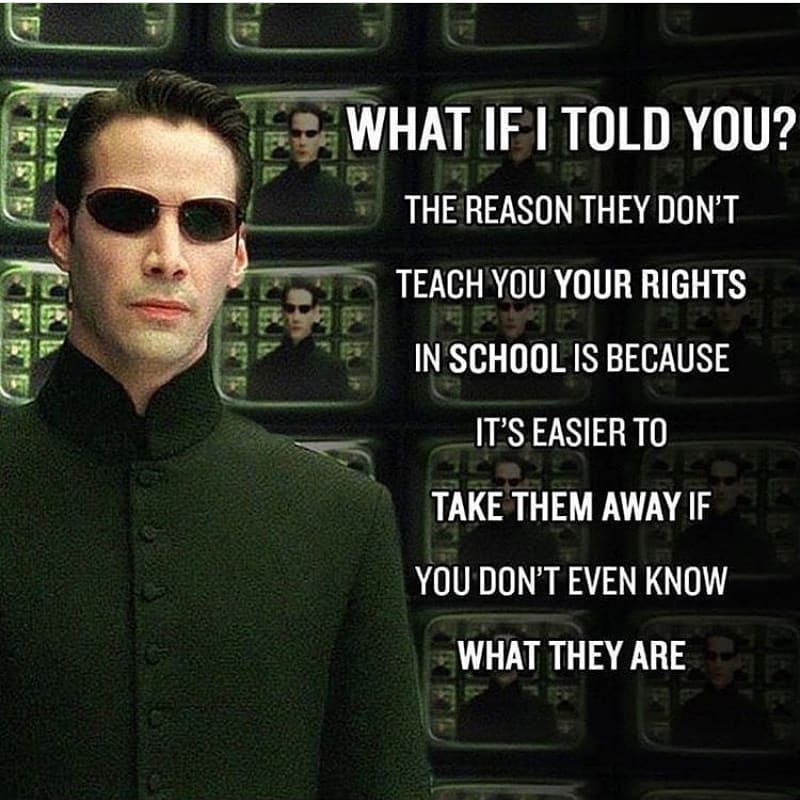 WHAT IF I TOLD YOU?
THE REASON THEY DON'T
TEACH YOU YOUR RIGHTS
IN SCHOOL IS BECAUSE
IT'S EASIER TO
TAKE THEM AWAY IF
YOU DON'T EVEN KNOW
WHAT THEY ARE